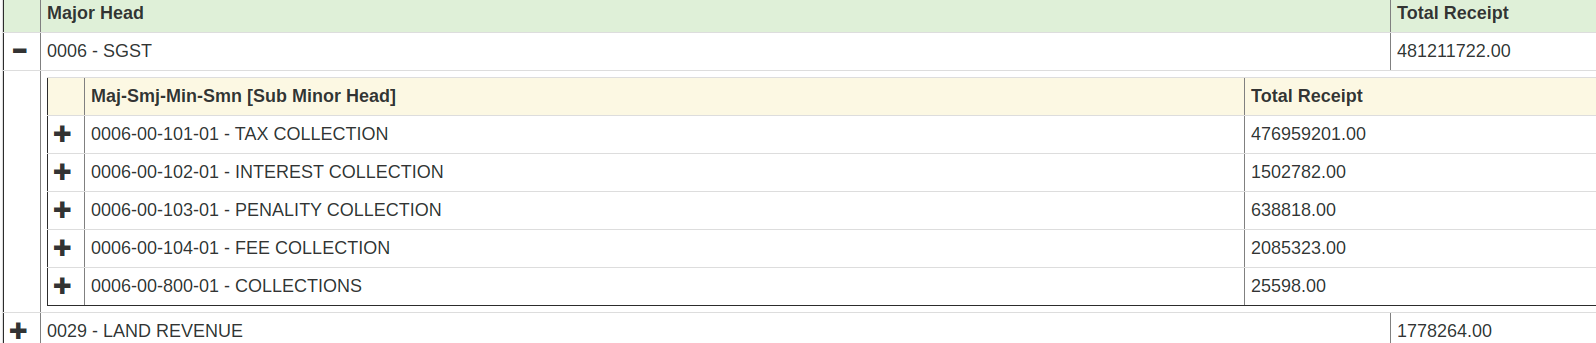 Major Head Total Receipt
0006 - SGST 481211722.00
Maj-Smj-Min-Smn [Sub Minor Head] Total Receipt
0006-00-101-01 - TAX COLLECTION 476959201.00
0006-00-102-01 - INTEREST COLLECTION 1502782.00
0006-00-103-01 - PENALITY COLLECTION 638818.00
0006-00-104-01 - FEE COLLECTION 2085323.00
0006-00-800-01 - COLLECTIONS 25598.00
0029 - LAND REVENUE 1778264.00